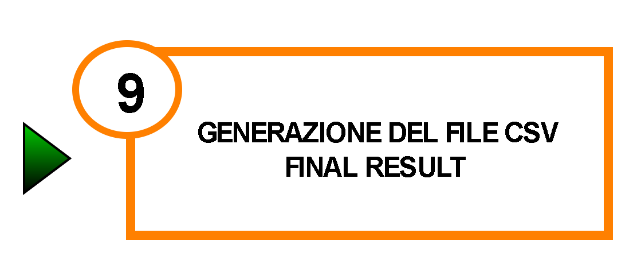 9
GENERAZIONE DEL FILE CSV
FINAL RESULT